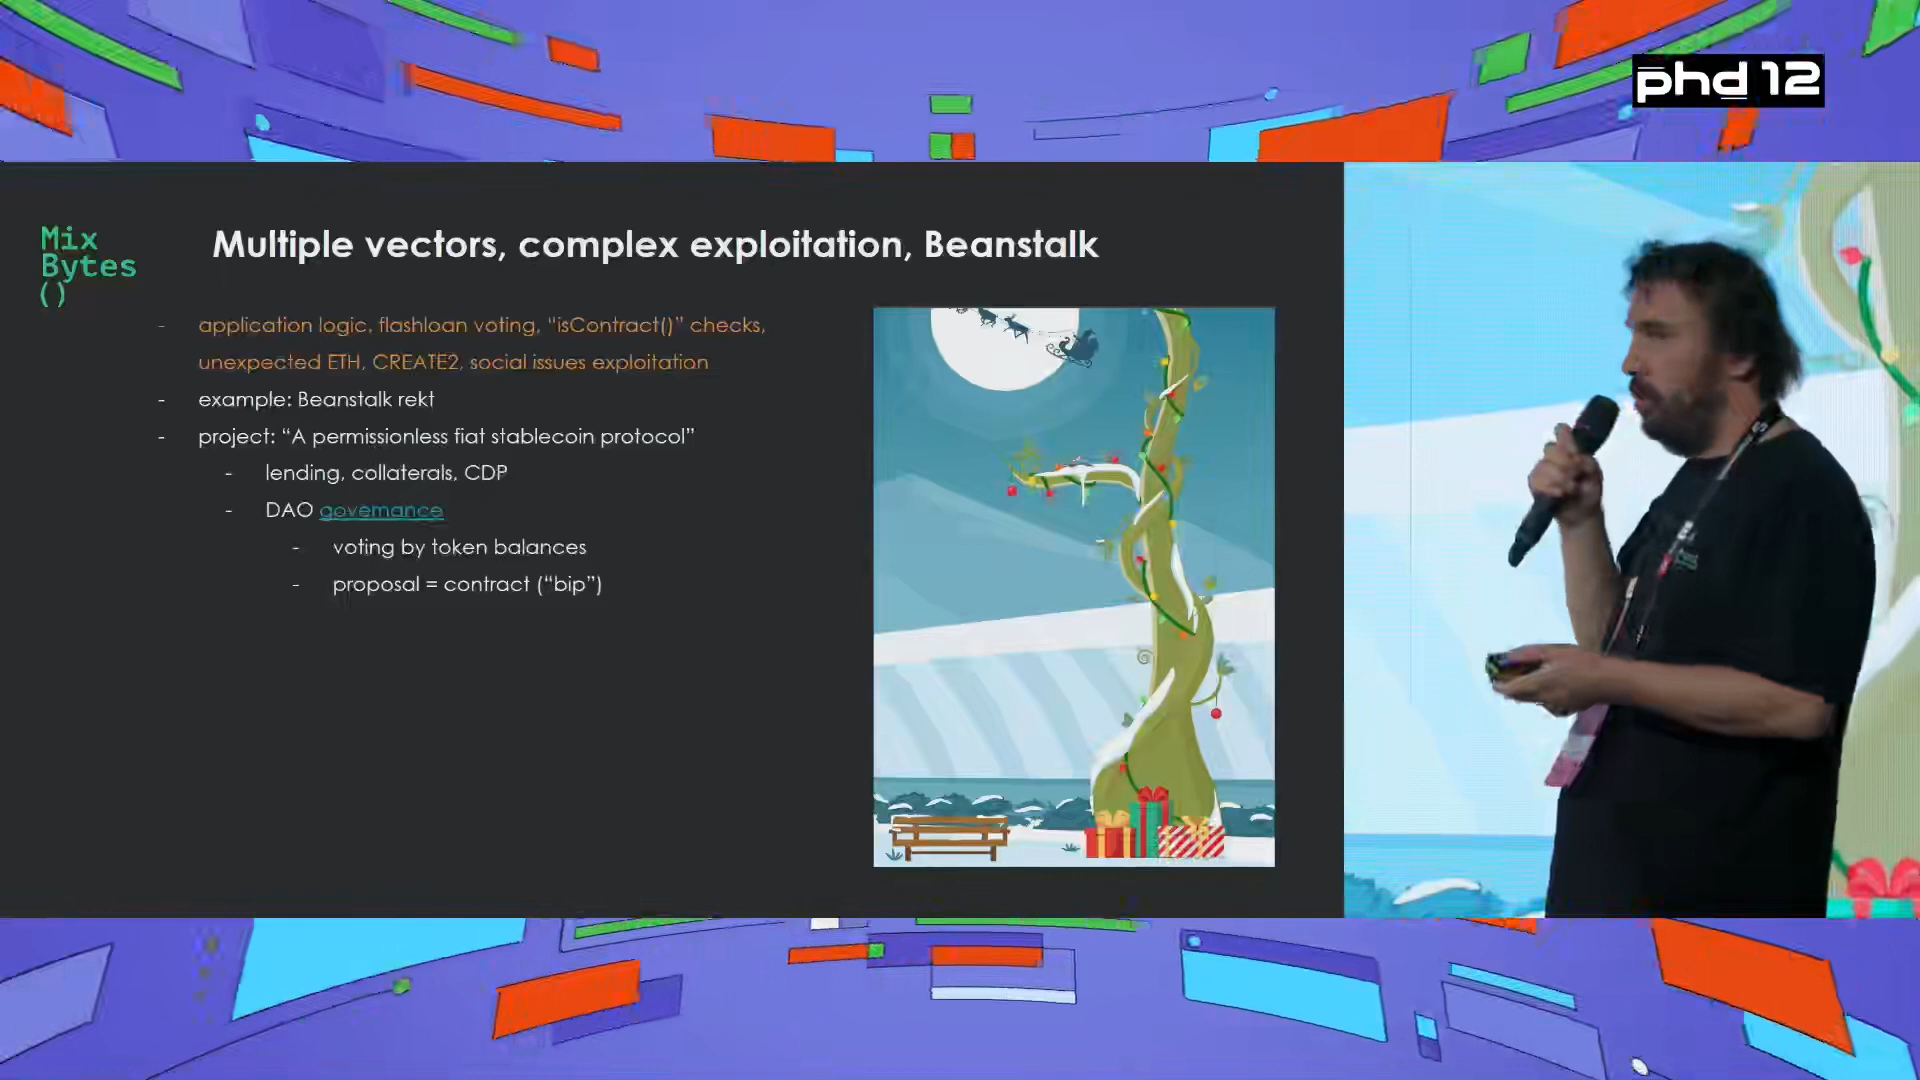 phd 12
Mix
Bytes
()
Multiple vectors, complex exploitation, Beanstalk
- application logic, flashloan voting, “isContract()” checks,
unexpected ETH, CREATE2, social issues exploitation
- example: Beanstalk rekt
- project: “A permissionless fiat stablecoin protocol”
- lending, collaterals, CDP
- DAO governance
- voting by token balances
- proposal = contract (“bip”)